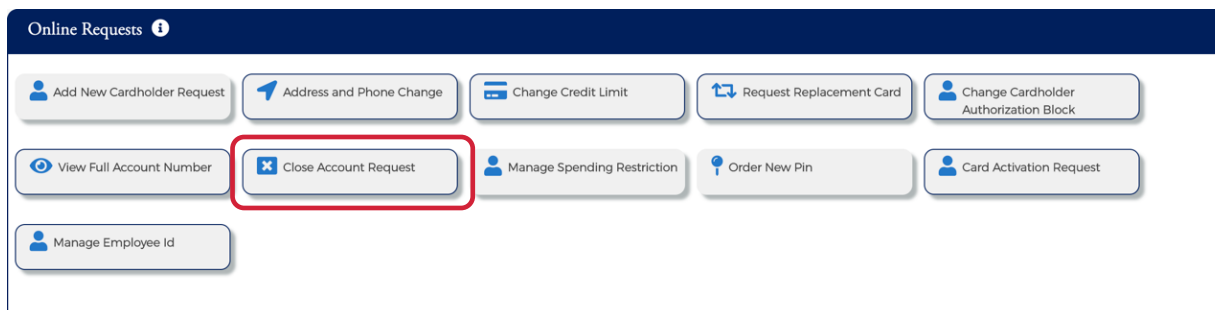 Online Requests
Add New Cardholder Request
Address and Phone Change
Change Credit Limit
Request Replacement Card
Change Cardholder
Authorization Block
View Full Account Number
Close Account Request
Manage Spending Restriction
Order New Pin
Card Activation Request
Manage Employee Id